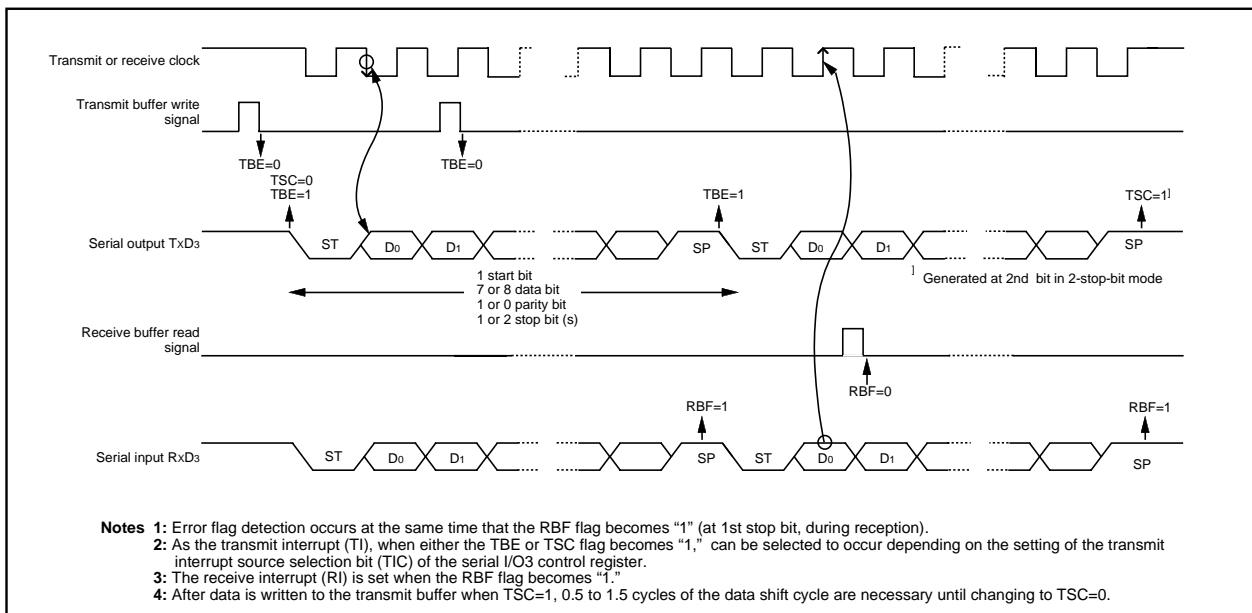 Transmit or receive clock
Transmit buffer write
signal
TBE=0
TBE=0
TSC=0
TBE=1
TBE=1
TSC=1]
Serial output TXD3
ST
D0
D1
SP
ST
D0
D1
SP
] Generated at 2nd bit in 2-stop-bit mode
1 start bit
7 or 8 data bit
1 or 0 parity bit
1 or 2 stop bit (s)
Receive buffer read
signal
RBF=0
RBF=1
RBF=1
Serial input RXD3
ST
D0
D1
SP
ST
D0
D1
SP
Notes 1: Error flag detection occurs at the same time that the RBF flag becomes “1” (at 1st stop bit, during reception).
2: As the transmit interrupt (TI), when either the TBE or TSC flag becomes “1,” can be selected to occur depending on the setting of the transmit
interrupt source selection bit (TIC) of the serial I/O3 control register.
3: The receive interrupt (RI) is set when the RBF flag becomes “1.”
4: After data is written to the transmit buffer when TSC=1, 0.5 to 1.5 cycles of the data shift cycle are necessary until changing to TSC=0.